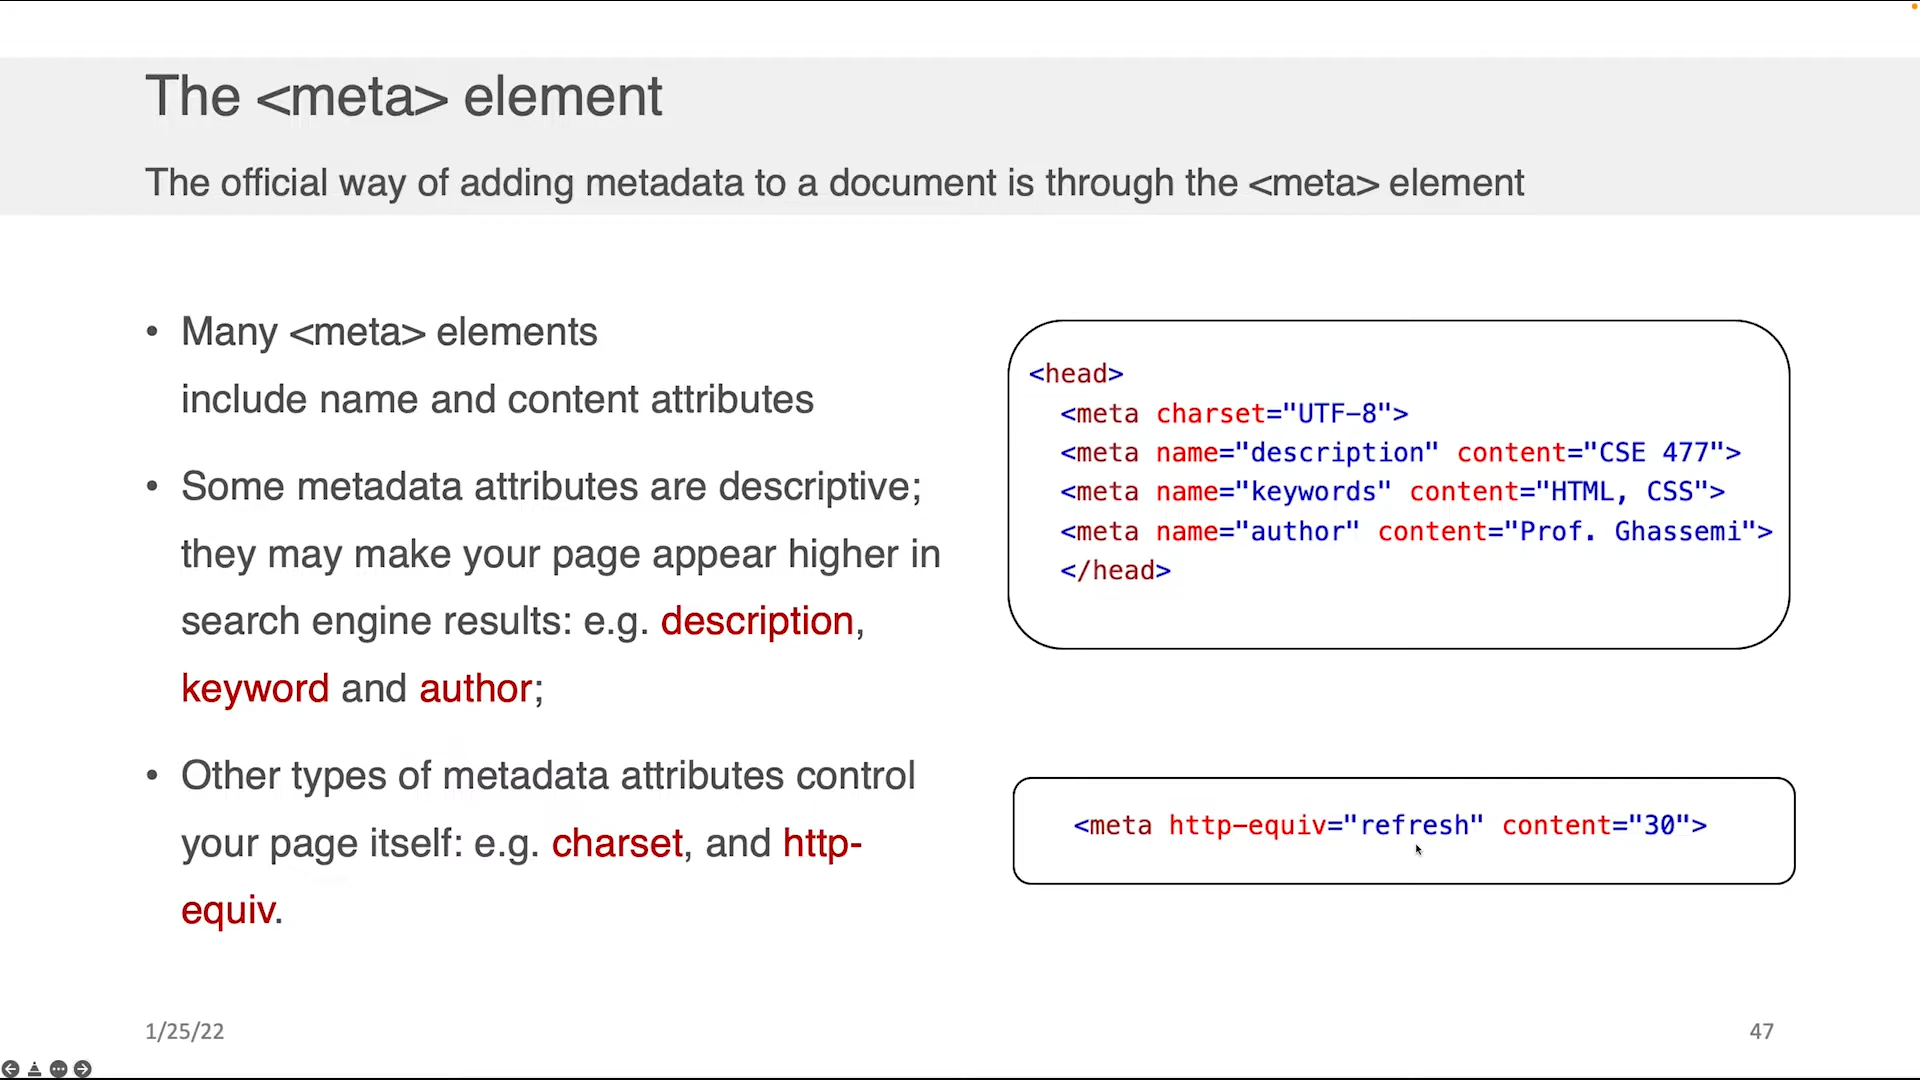 The <meta> element
The official way of adding metadata to a document is through the <meta> element
• Many <meta> elements
include name and content attributes
• Some metadata attributes are descriptive;
they may make your page appear higher in
search engine results: e.g. description,
keyword and author;
• Other types of metadata attributes control
your page itself: e.g. charset, and http-
equiv.
<head>
  <meta charset="UTF-8">
  <meta name="description" content="CSE 477">
  <meta name="keywords" content="HTML, CSS">
  <meta name="author" content="Prof. Ghassemi">
  </head>
<meta http-equiv="refresh" content="30">
1/25/22
47